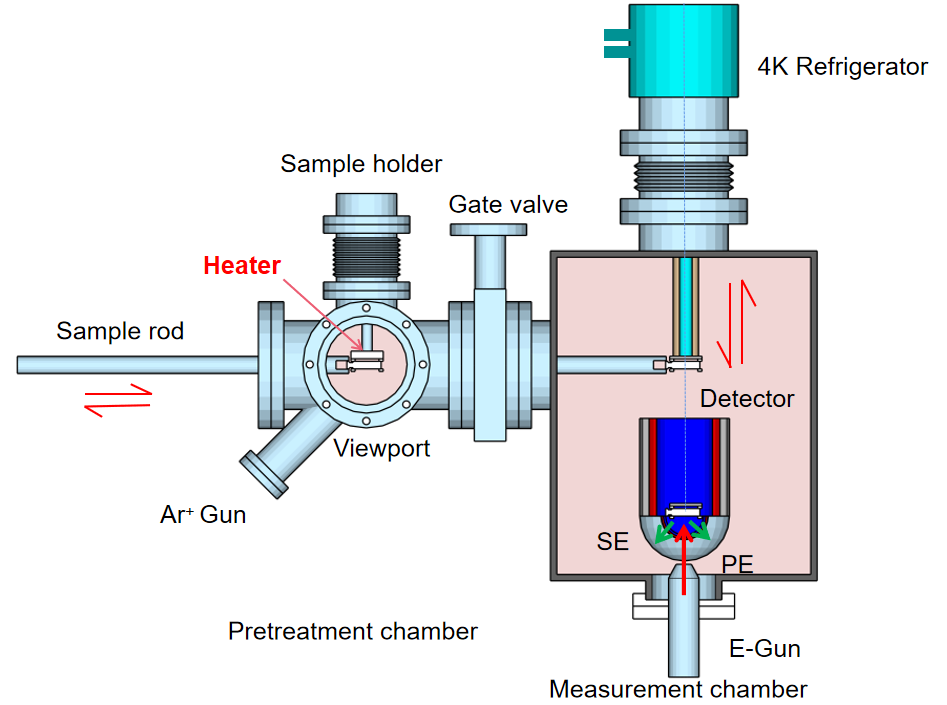 4K Refrigerator
Sample holder
Gate valve
Heater
Sample rod
Detector
Viewport
Ar⁺ Gun
SE
PE
Pretreatment chamber
E-Gun
Measurement chamber